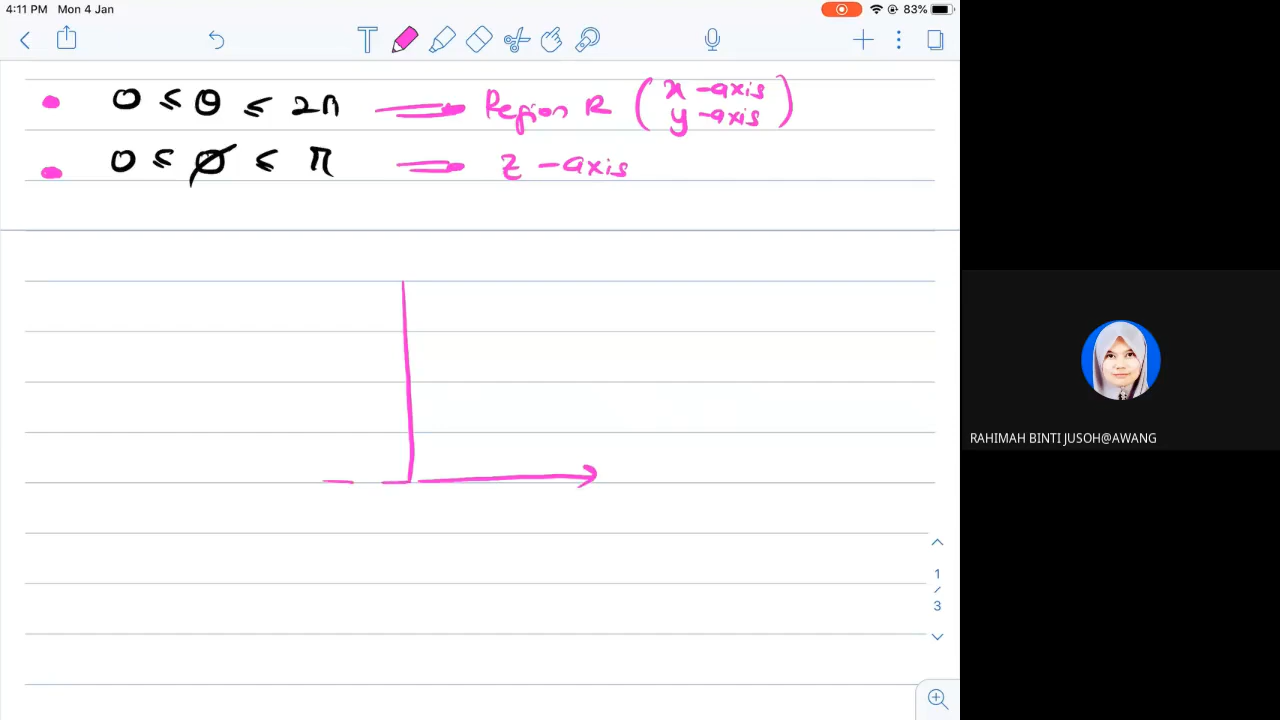 4:11 PM Mon 4 Jan 83%
0 ≤ θ ≤ 2π ⟹ Region R ( x-axis
y-axis )
0 ≤ ø ≤ π ⟹ z-axis
1
/
3
RAHIMAH BINTI JUSOH@AWANG